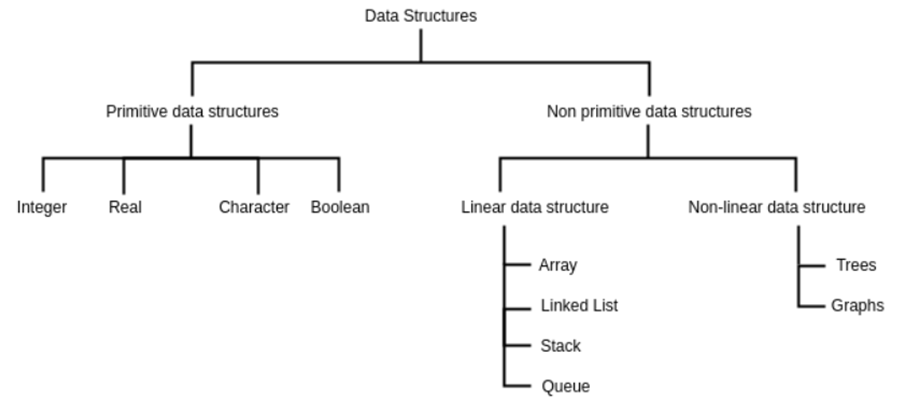 Data Structures
Primitive data structures
Non primitive data structures
Integer
Real
Character
Boolean
Linear data structure
Non-linear data structure
Array
Linked List
Stack
Queue
Trees
Graphs